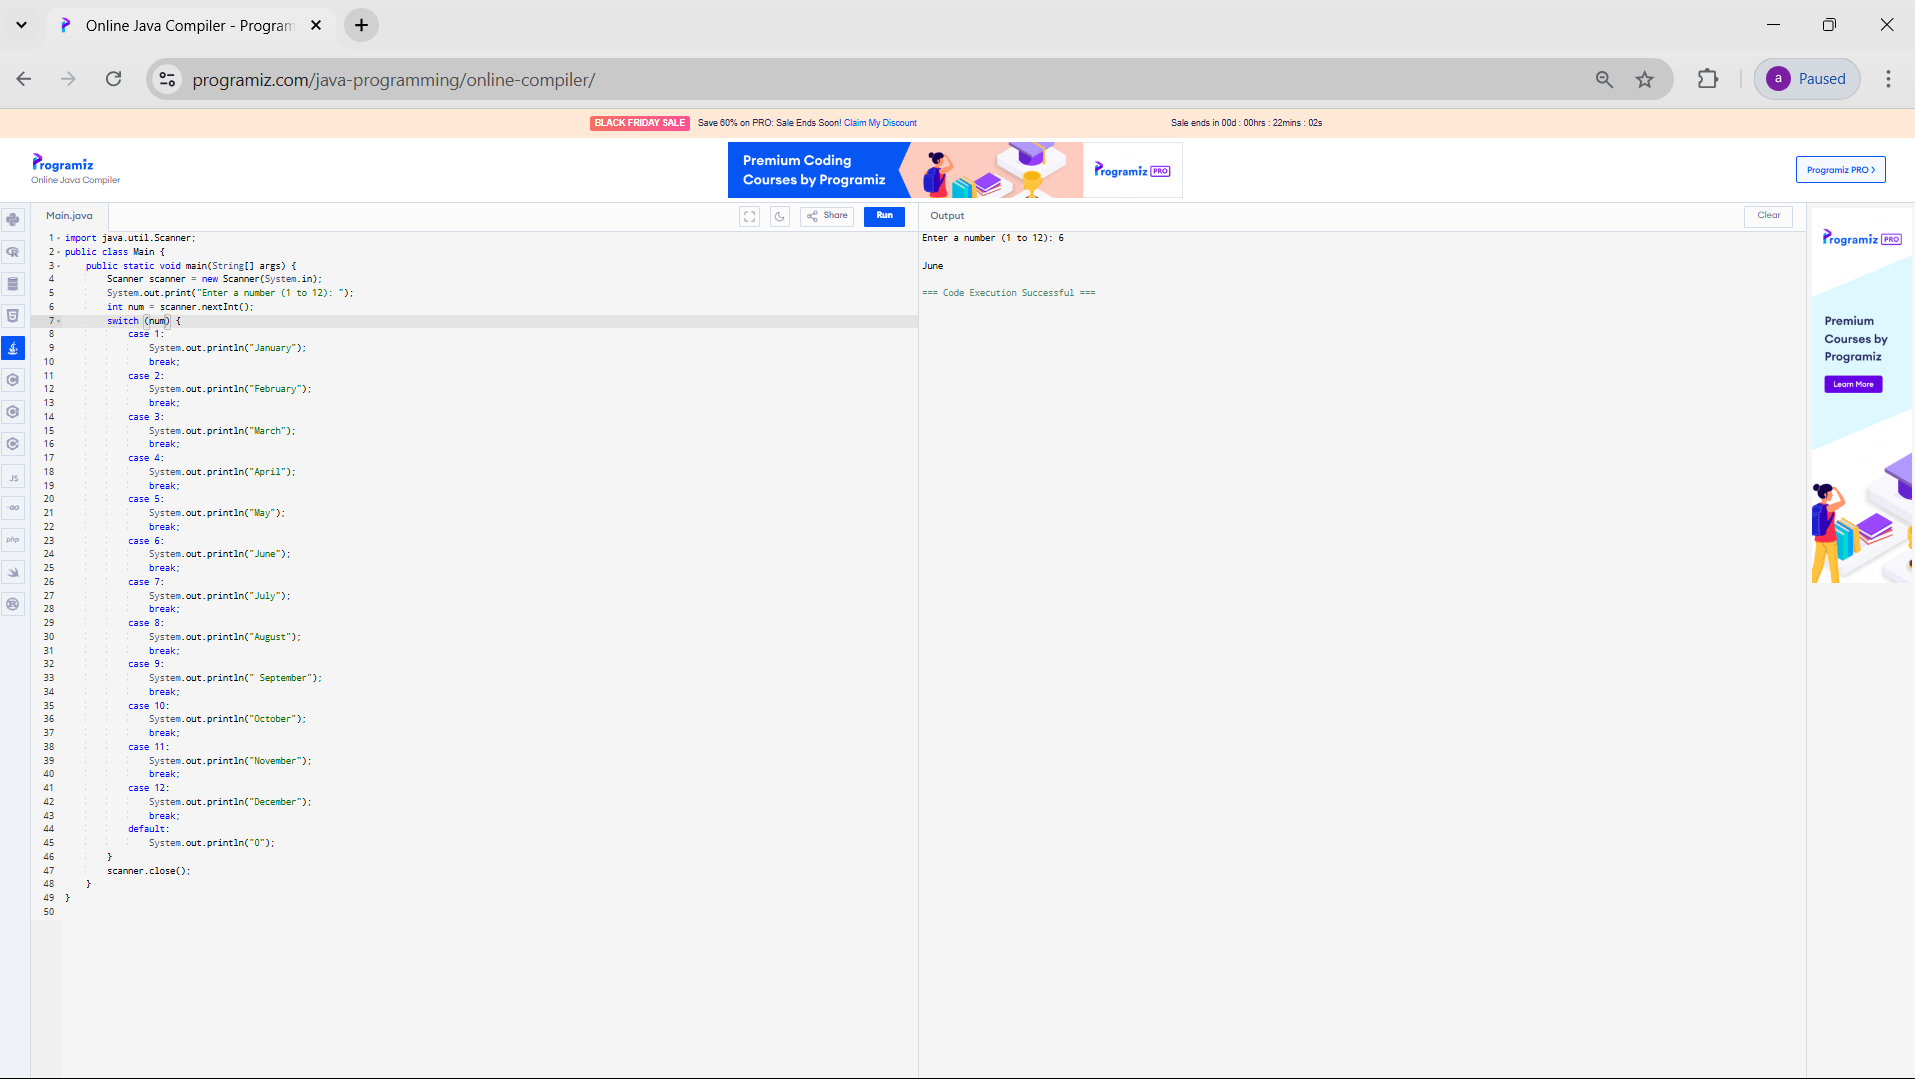 Online Java Compiler - Program
programiz.com/java-programming/online-compiler/
a Paused
BLACK FRIDAY SALE Save 60% on PRO: Sale Ends Soon! Claim My Discount Sale ends in 00d : 00hrs : 22mins : 02s
Programiz
Online Java Compiler
Premium Coding
Courses by Programiz
Programiz PRO
Programiz PRO >
Main.java
Share
Run
Output
Clear
1 import java.util.Scanner;
2 public class Main {
3 public static void main(String[] args) {
4 Scanner scanner = new Scanner(System.in);
5 System.out.print("Enter a number (1 to 12): ");
6 int num = scanner.nextInt();
7 switch (num) {
8 case 1:
9 System.out.println("January");
10 break;
11 case 2:
12 System.out.println("February");
13 break;
14 case 3:
15 System.out.println("March");
16 break;
17 case 4:
18 System.out.println("April");
19 break;
20 case 5:
21 System.out.println("May");
22 break;
23 case 6:
24 System.out.println("June");
25 break;
26 case 7:
27 System.out.println("July");
28 break;
29 case 8:
30 System.out.println("August");
31 break;
32 case 9:
33 System.out.println(" September");
34 break;
35 case 10:
36 System.out.println("October");
37 break;
38 case 11:
39 System.out.println("November");
40 break;
41 case 12:
42 System.out.println("December");
43 break;
44 default:
45 System.out.println("0");
46 }
47 scanner.close();
48 }
49 }
50
Enter a number (1 to 12): 6
June
=== Code Execution Successful ===
JS
GO
php
Programiz PRO
Premium
Courses by
Programiz
Learn More